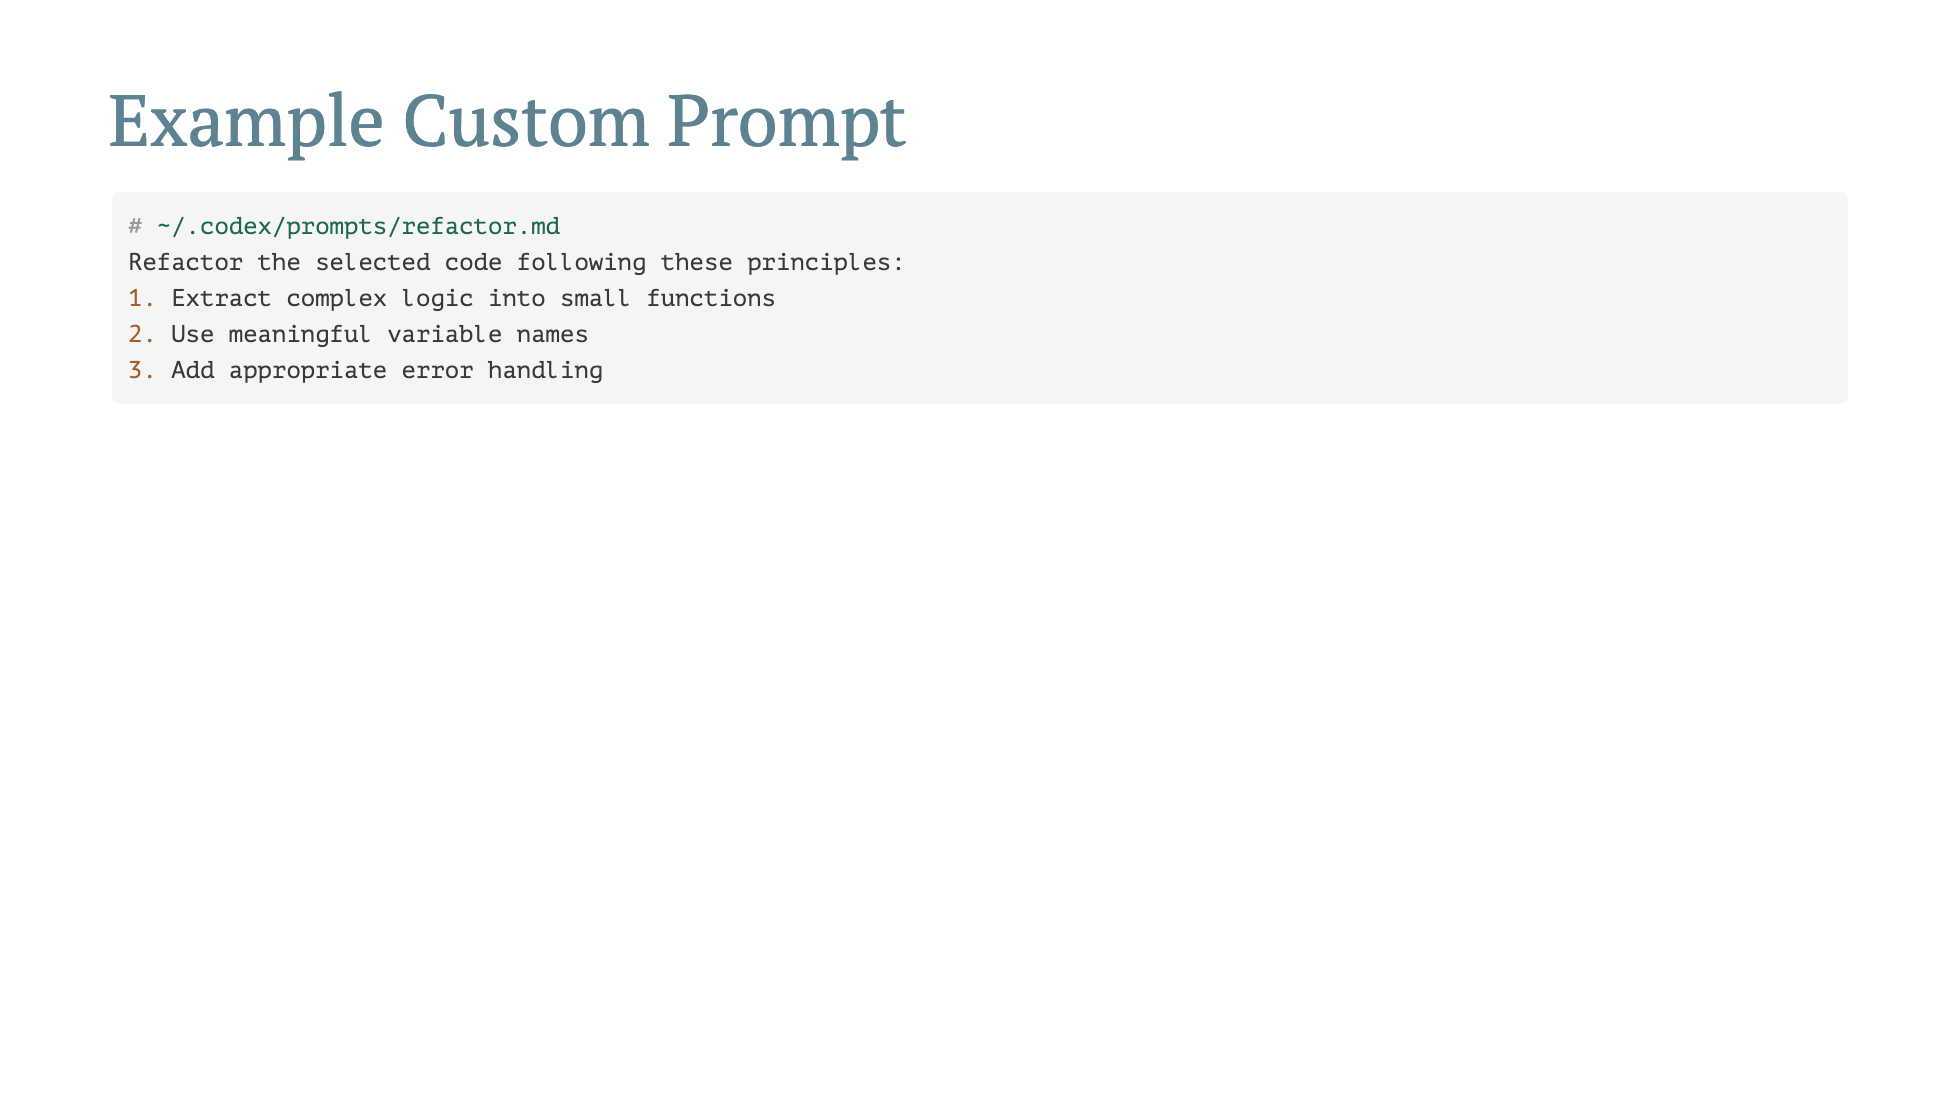 Example Custom Prompt
# ~/.codex/prompts/refactor.md
Refactor the selected code following these principles:
1. Extract complex logic into small functions
2. Use meaningful variable names
3. Add appropriate error handling